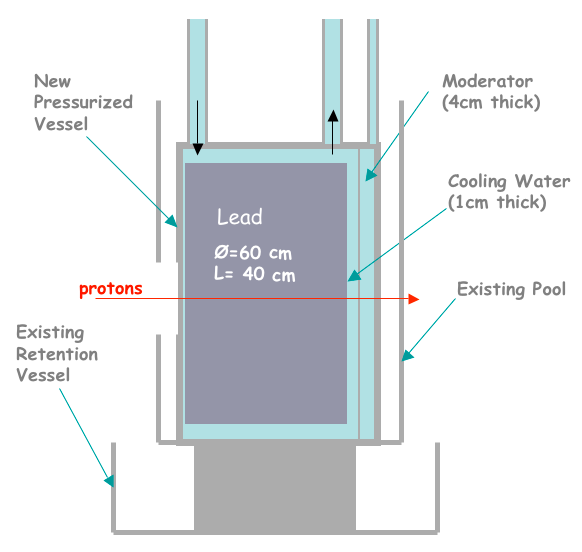 New
Pressurized
Vessel
Moderator
(4cm thick)
Cooling Water
(1cm thick)
Lead
Ø=60 cm
L= 40 cm
protons
Existing Pool
Existing
Retention
Vessel